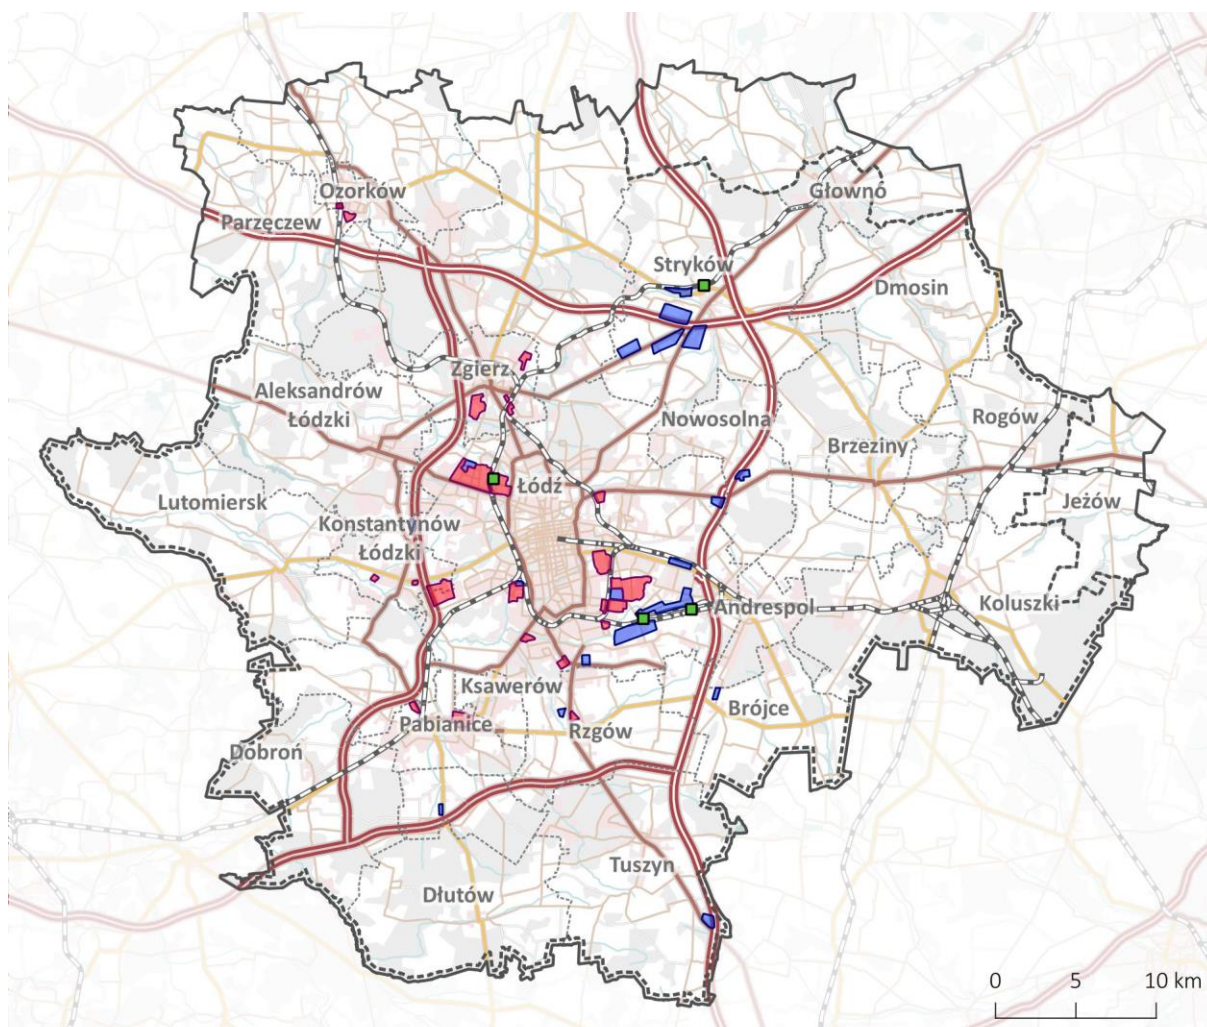 Ozorków
Głownó
Parzęczew
Stryków
Dmosin
Zgierz
Aleksandrów
Łódzki
Nowosolna
Rogów
Brzeziny
Łódź
Lutomiersk
Jeżów
Konstantynów
Łódzki
Andrespol
Koluszki
Ksawerów
Brójce
Pabianice
Rzgów
Dobroń
Tuszyn
Dłutów
0 5 10 km